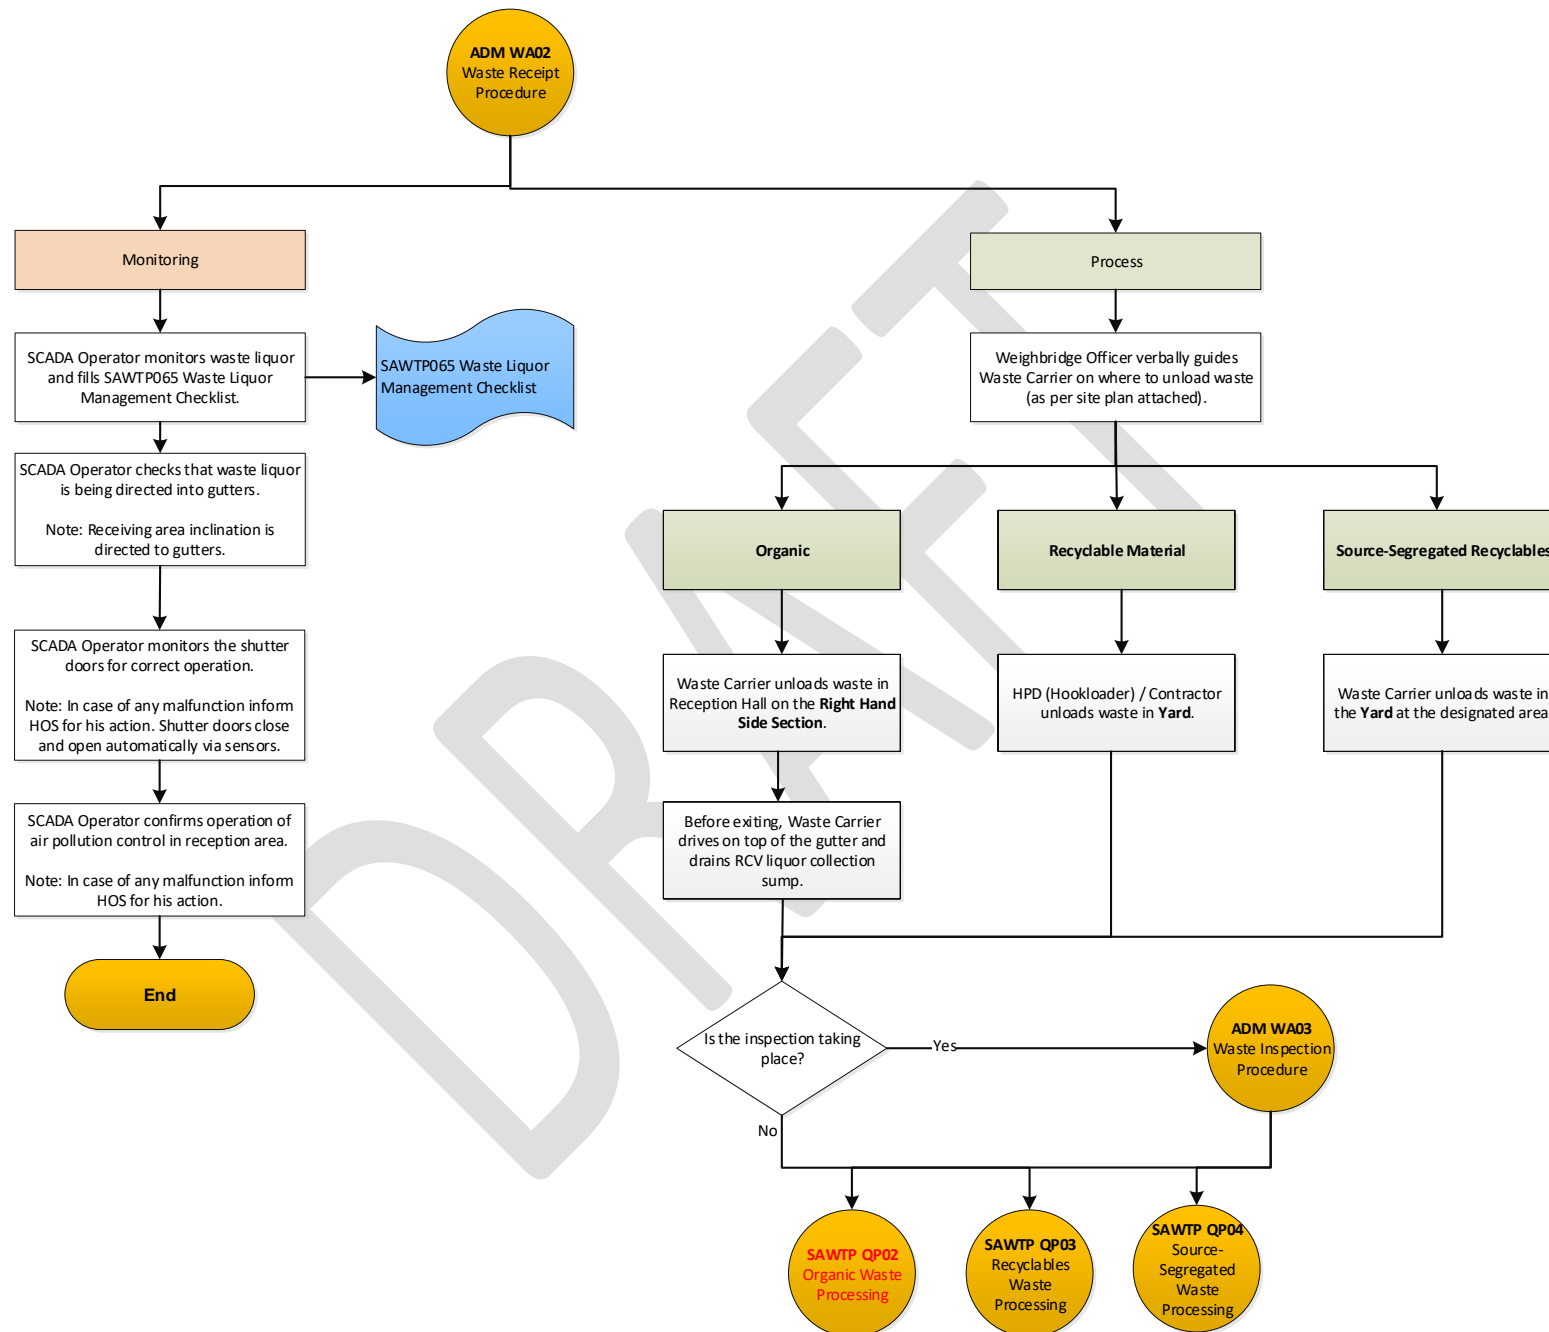 ADM WA02
Waste Receipt
Procedure
Monitoring
Process
SCADA Operator monitors waste liquor
and fills SAWTP065 Waste Liquor
Management Checklist.
SAWTP065 Waste Liquor
Management Checklist
Weighbridge Officer verbally guides
Waste Carrier on where to unload waste
(as per site plan attached).
SCADA Operator checks that waste liquor
is being directed into gutters.
Note: Receiving area inclination is
directed to gutters.
Organic
Recyclable Material
Source-Segregated Recyclables
SCADA Operator monitors the shutter
doors for correct operation.
Note: In case of any malfunction inform
HOS for his action. Shutter doors close
and open automatically via sensors.
Waste Carrier unloads waste in
Reception Hall on the Right Hand
Side Section.
HPD (Hookloader) / Contractor
unloads waste in Yard.
Waste Carrier unloads waste in
the Yard at the designated area
SCADA Operator confirms operation of
air pollution control in reception area.
Note: In case of any malfunction inform
HOS for his action.
Before exiting, Waste Carrier
drives on top of the gutter and
drains RCV liquor collection
sump.
End
Is the inspection taking
place?
Yes
No
ADM WA03
Waste Inspection
Procedure
SAWTP QP02
Organic Waste
Processing
SAWTP QP03
Recyclables
Waste
Processing
SAWTP QP04
Source-
Segregated
Waste
Processing
DRAFT